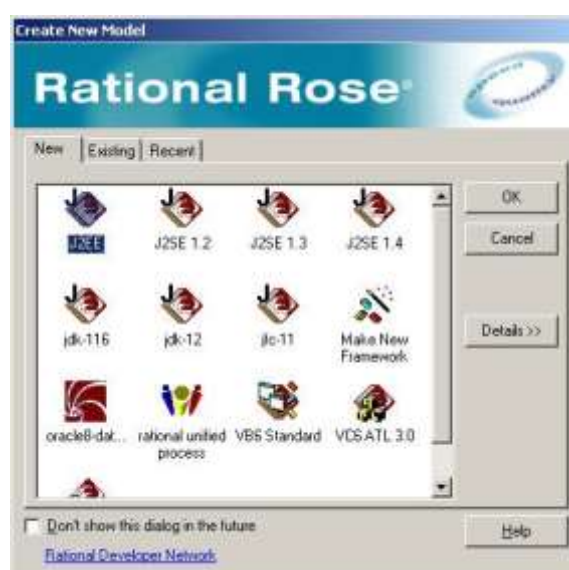 Create New Model
Rational Rose
New Existing Recent
J2EE J2SE 1.2 J2SE 1.3 J2SE 1.4
jdk-116 jdk-12 jfc-11 Make New Framework
oracle8-dat... rational unified process VB6 Standard VC6 ATL 3.0
OK
Cancel
Details >>
Don't show this dialog in the future
Help
Rational Developer Network